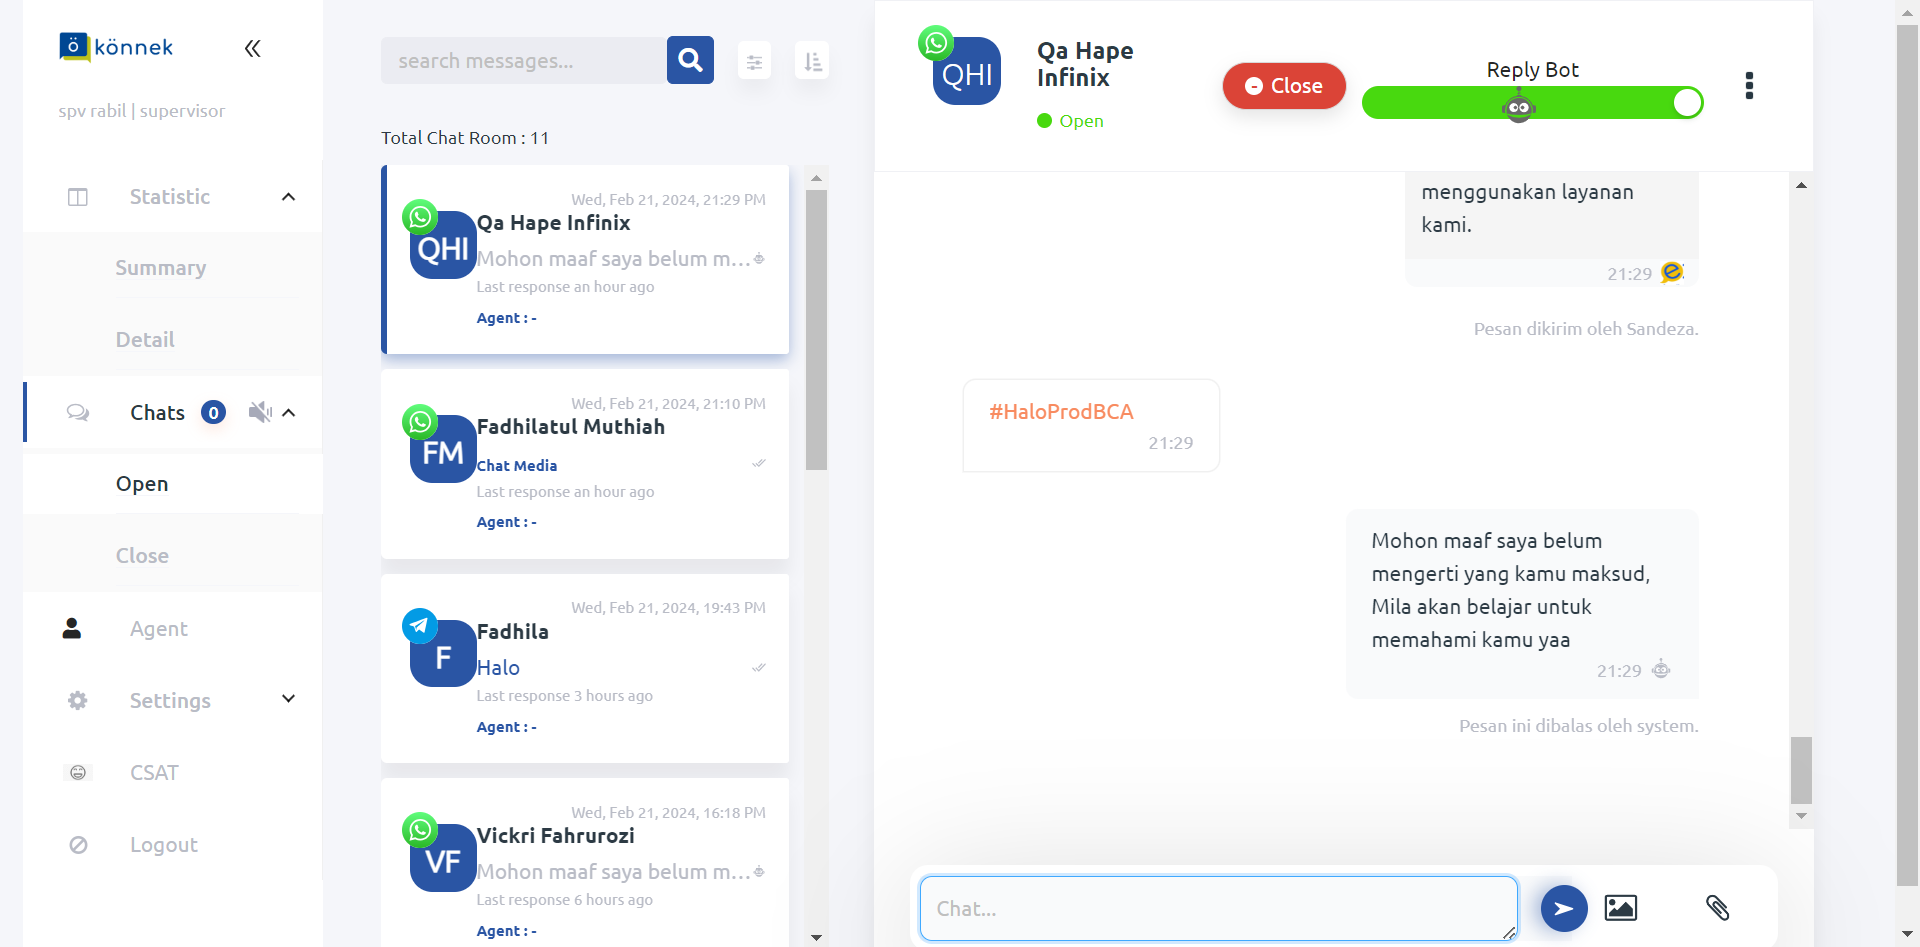 ö könnek
spv rabil | supervisor
Statistic
Summary
Detail
Chats 0
Open
Close
Agent
Settings
CSAT
Logout
search messages...
Total Chat Room : 11
Wed, Feb 21, 2024, 21:29 PM
QHI
Qa Hape Infinix
Mohon maaf saya belum m...
Last response an hour ago
Agent : -
Wed, Feb 21, 2024, 21:10 PM
FM
Fadhilatul Muthiah
Chat Media
Last response an hour ago
Agent : -
Wed, Feb 21, 2024, 19:43 PM
F
Fadhila
Halo
Last response 3 hours ago
Agent : -
Wed, Feb 21, 2024, 16:18 PM
VF
Vickri Fahrurozi
Mohon maaf saya belum m...
Last response 6 hours ago
Agent : -
QHI
Qa Hape
Infinix
Open
Close
Reply Bot
menggunakan layanan
kami.
21:29
Pesan dikirim oleh Sandeza.
#HaloProdBCA
21:29
Mohon maaf saya belum
mengerti yang kamu maksud,
Mila akan belajar untuk
memahami kamu yaa
21:29
Pesan ini dibalas oleh system.
Chat...